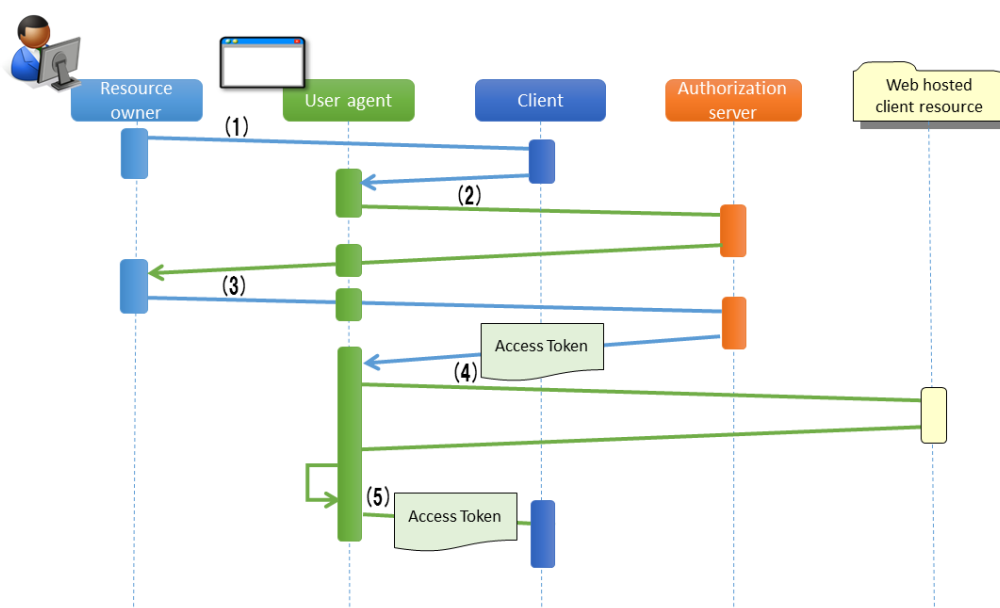 Resource
owner
User agent
Client
Authorization
server
Web hosted
client resource
(1)
(2)
(3)
Access Token
(4)
(5)
Access Token